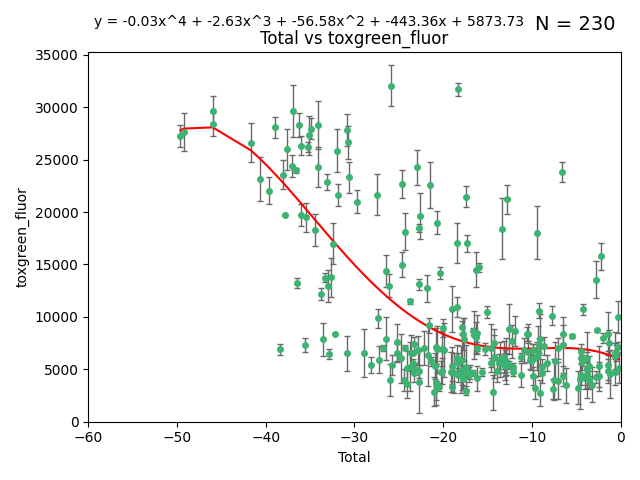 y = -0.03x^4 + -2.63x^3 + -56.58x^2 + -443.36x + 5873.73 N = 230
Total vs toxgreen_fluor
35000
30000
25000
20000
15000
10000
5000
0
toxgreen_fluor
−60 −50 −40 −30 −20 −10 0
Total